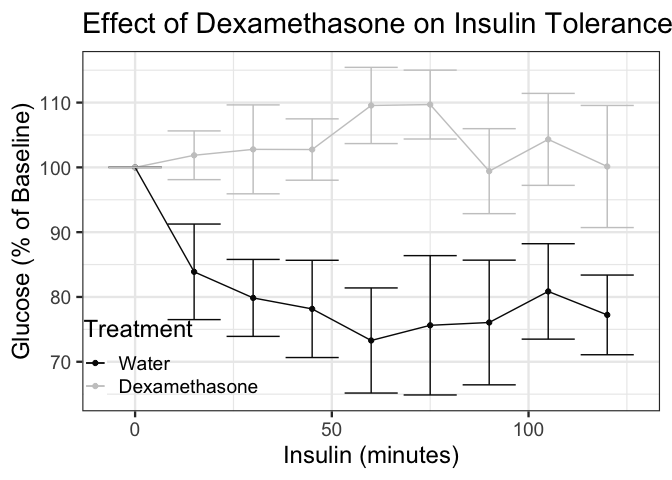 Effect of Dexamethasone on Insulin Tolerance
Glucose (% of Baseline)
110
100
90
80
70
Treatment
Water
Dexamethasone
0
50
100
Insulin (minutes)